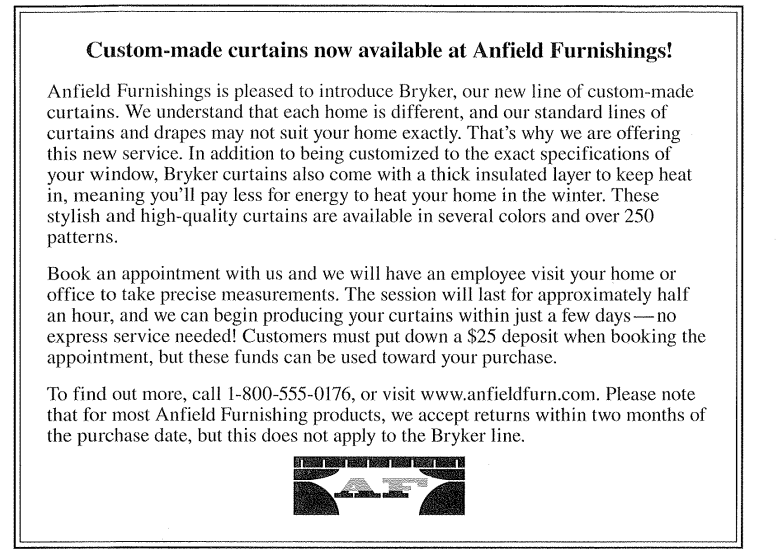 Custom-made curtains now available at Anfield Furnishings!
Anfield Furnishings is pleased to introduce Bryker, our new line of custom-made
curtains. We understand that each home is different, and our standard lines of
curtains and drapes may not suit your home exactly. That's why we are offering
this new service. In addition to being customized to the exact specifications of
your window, Bryker curtains also come with a thick insulated layer to keep heat
in, meaning you'll pay less for energy to heat your home in the winter. These
stylish and high-quality curtains are available in several colors and over 250
patterns.
Book an appointment with us and we will have an employee visit your home or
office to take precise measurements. The session will last for approximately half
an hour, and we can begin producing your curtains within just a few days—no
express service needed! Customers must put down a $25 deposit when booking the
appointment, but these funds can be used toward your purchase.
To find out more, call 1-800-555-0176, or visit www.anfieldfurn.com. Please note
that for most Anfield Furnishing products, we accept returns within two months of
the purchase date, but this does not apply to the Bryker line.
AF